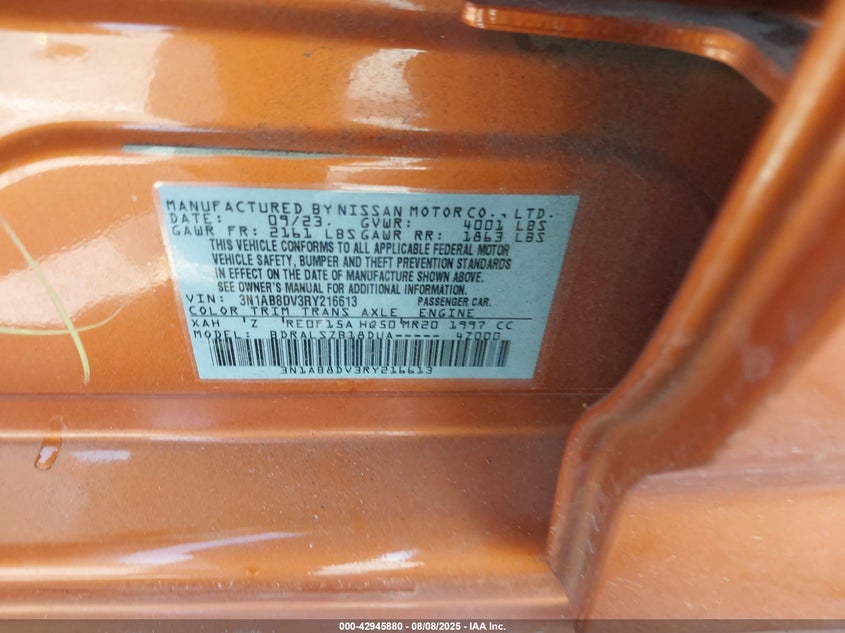 MANUFACTURED BY NISSAN MOTOR CO., LTD.
DATE: 09/23 GVWR: 4001 LBS
GAWR FR: 2161 LBS GAWR RR: 1863 LBS
THIS VEHICLE CONFORMS TO ALL APPLICABLE FEDERAL MOTOR
VEHICLE SAFETY, BUMPER AND THEFT PREVENTION STANDARDS
IN EFFECT ON THE DATE OF MANUFACTURE SHOWN ABOVE.
SEE OWNER'S MANUAL FOR ADDITIONAL INFORMATION.
VIN: 3N1AB8DV3RY216613 PASSENGER CAR.
COLOR TRIM TRANS AXLE ENGINE
XAH Z RE0F15A HQ50 MR20 1997 CC
MODEL: BDRALSZB18DUA----- 4Z000
3N1AB8DV3RY216613
000-42945880 - 08/08/2025 - IAA Inc.